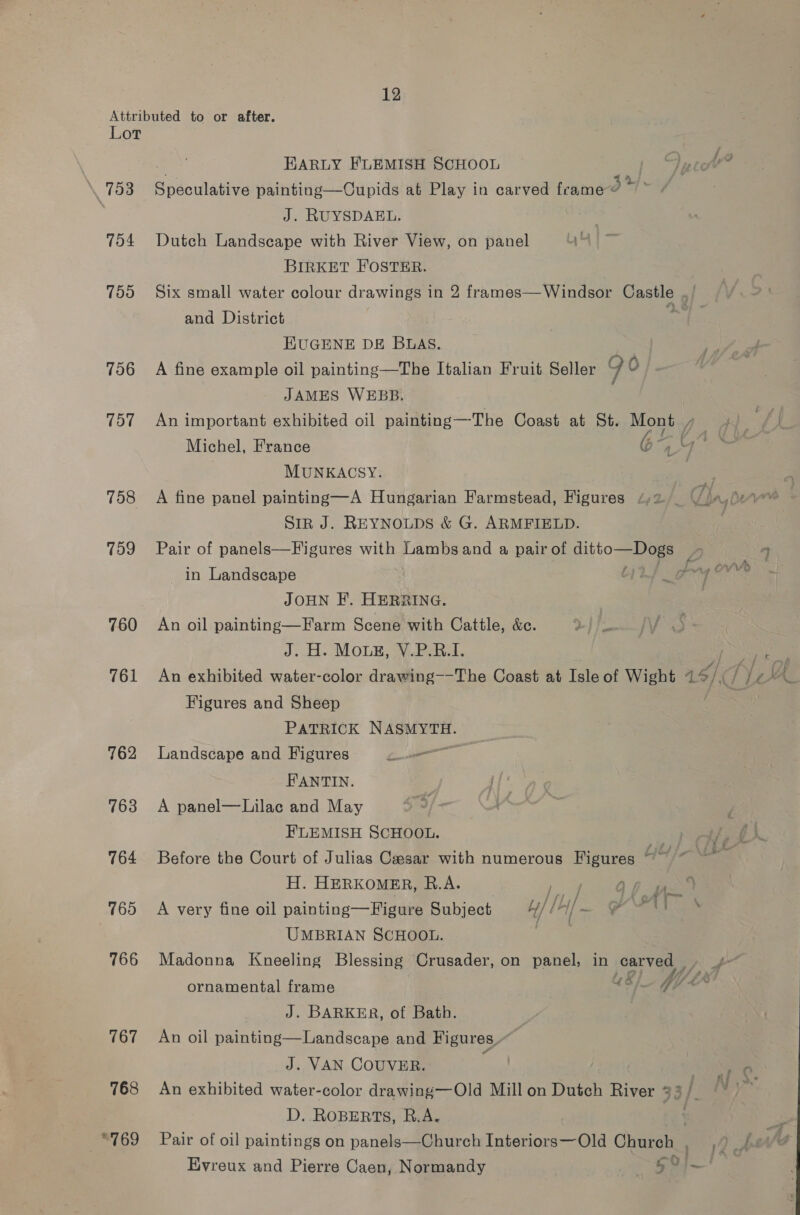 12
Attributed to or after.
Lot
EARLY FLEMISH SCHOOL
753 Speculative painting—Cupids at Play in carved frame
J. RUYSDAEL.
754 Dutch Landscape with River View, on panel
BIRKET FOSTER.
755 Six small water colour drawings in 2 frames—Windsor Castle
and District
EUGENE DE BLAS.
756 A fine example oil painting—The Italian Fruit Seller 90/-
JAMES WEBB.
757 An important exhibited oil painting—The Coast at St. Mont
Michel, France
MUNKACSY.
758 A fine panel painting—A Hungarian Farmstead, Figures
SIR J. REYNOLDS & G. ARMFIELD.
759 Pair of panels—Figures with Lambs and a pair of ditto—Dogs
in Landscape
JOHN F. HERRING.
760 An oil painting—Farm Scene with Cattle, &c.
J. H. MOLE, V.P.R.I.
761 An exhibited water-color drawing--The Coast at Isle of Wight 15/
Figures and Sheep
PATRICK NASMYTH.
762 Landscape and Figures
FANTIN.
763 A panel—Lilac and May
FLEMISH SCHOOL.
764 Before the Court of Julias Cæsar with numerous Figures
H. HERKOMER, R.A.
765 A very fine oil painting—Figure Subject 4/14/-
UMBRIAN SCHOOL.
766 Madonna Kneeling Blessing Crusader, on panel, in carved
ornamental frame 48/-
J. BARKER, of Bath.
767 An oil painting—Landscape and Figures
J. VAN COUVER.
768 An exhibited water-color drawing—Old Mill on Dutch River 33/-
D. ROBERTS, R.A.
*769 Pair of oil paintings on panels—Church Interiors—Old Church
Evreux and Pierre Caen, Normandy 50/-